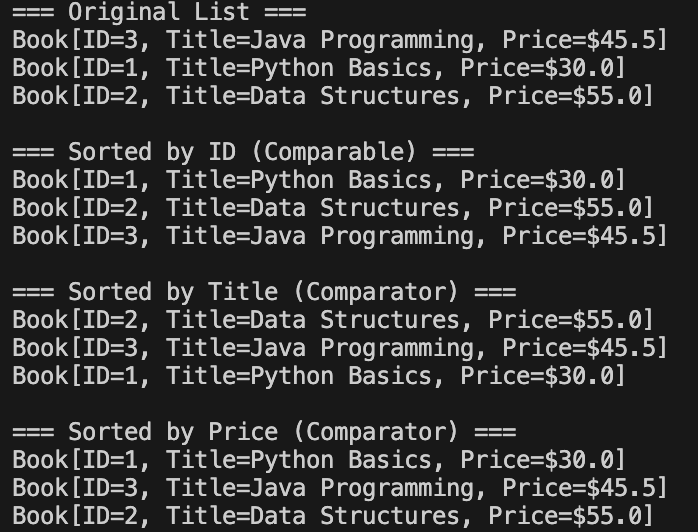 === Original List ===
Book[ID=3, Title=Java Programming, Price=$45.5]
Book[ID=1, Title=Python Basics, Price=$30.0]
Book[ID=2, Title=Data Structures, Price=$55.0]

=== Sorted by ID (Comparable) ===
Book[ID=1, Title=Python Basics, Price=$30.0]
Book[ID=2, Title=Data Structures, Price=$55.0]
Book[ID=3, Title=Java Programming, Price=$45.5]

=== Sorted by Title (Comparator) ===
Book[ID=2, Title=Data Structures, Price=$55.0]
Book[ID=3, Title=Java Programming, Price=$45.5]
Book[ID=1, Title=Python Basics, Price=$30.0]

=== Sorted by Price (Comparator) ===
Book[ID=1, Title=Python Basics, Price=$30.0]
Book[ID=3, Title=Java Programming, Price=$45.5]
Book[ID=2, Title=Data Structures, Price=$55.0]